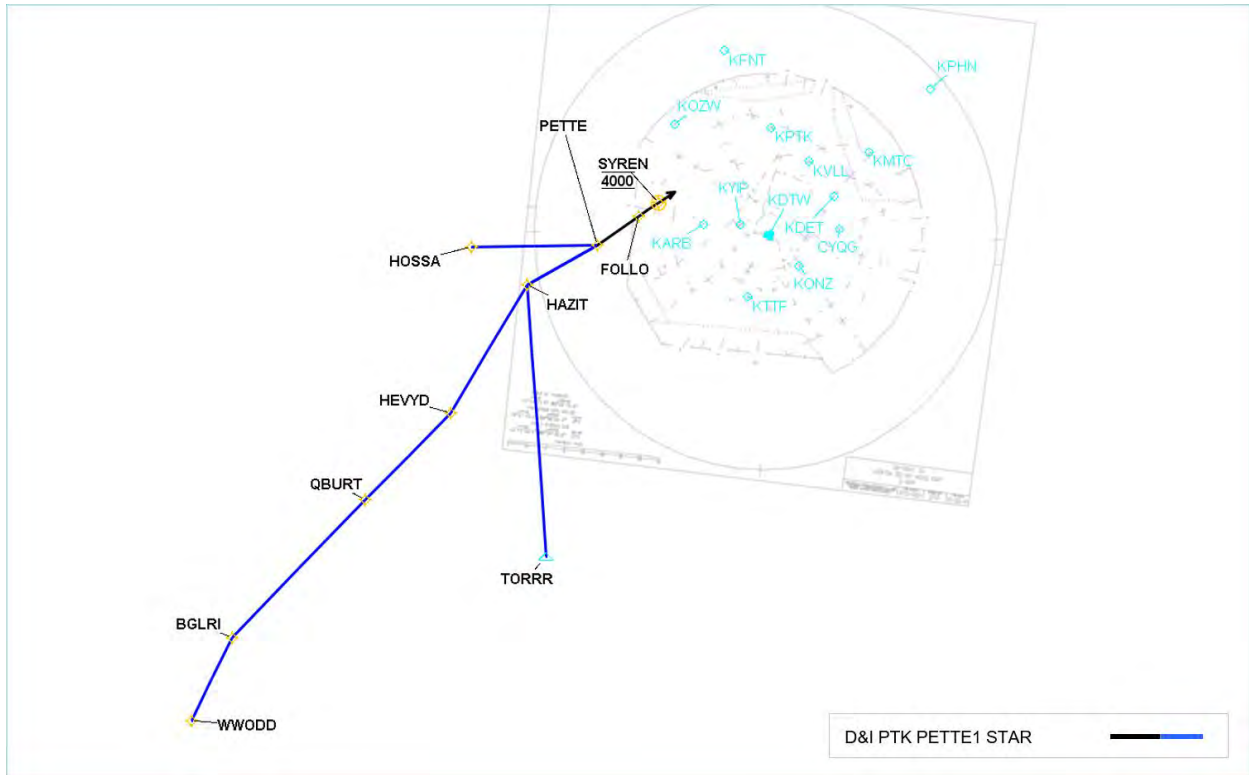 KFNT
KPHN
KOZW
PETTE
KPTK
KMTC
SYREN
4000
KVLL
KYIP
KDTW
KDET
KARB
CYQG
HOSSA
FOLLO
KONZ
HAZIT
KTTF
HEVYD
QBURT
TORRR
BGLRI
WWODD
D&I PTK PETTE1 STAR